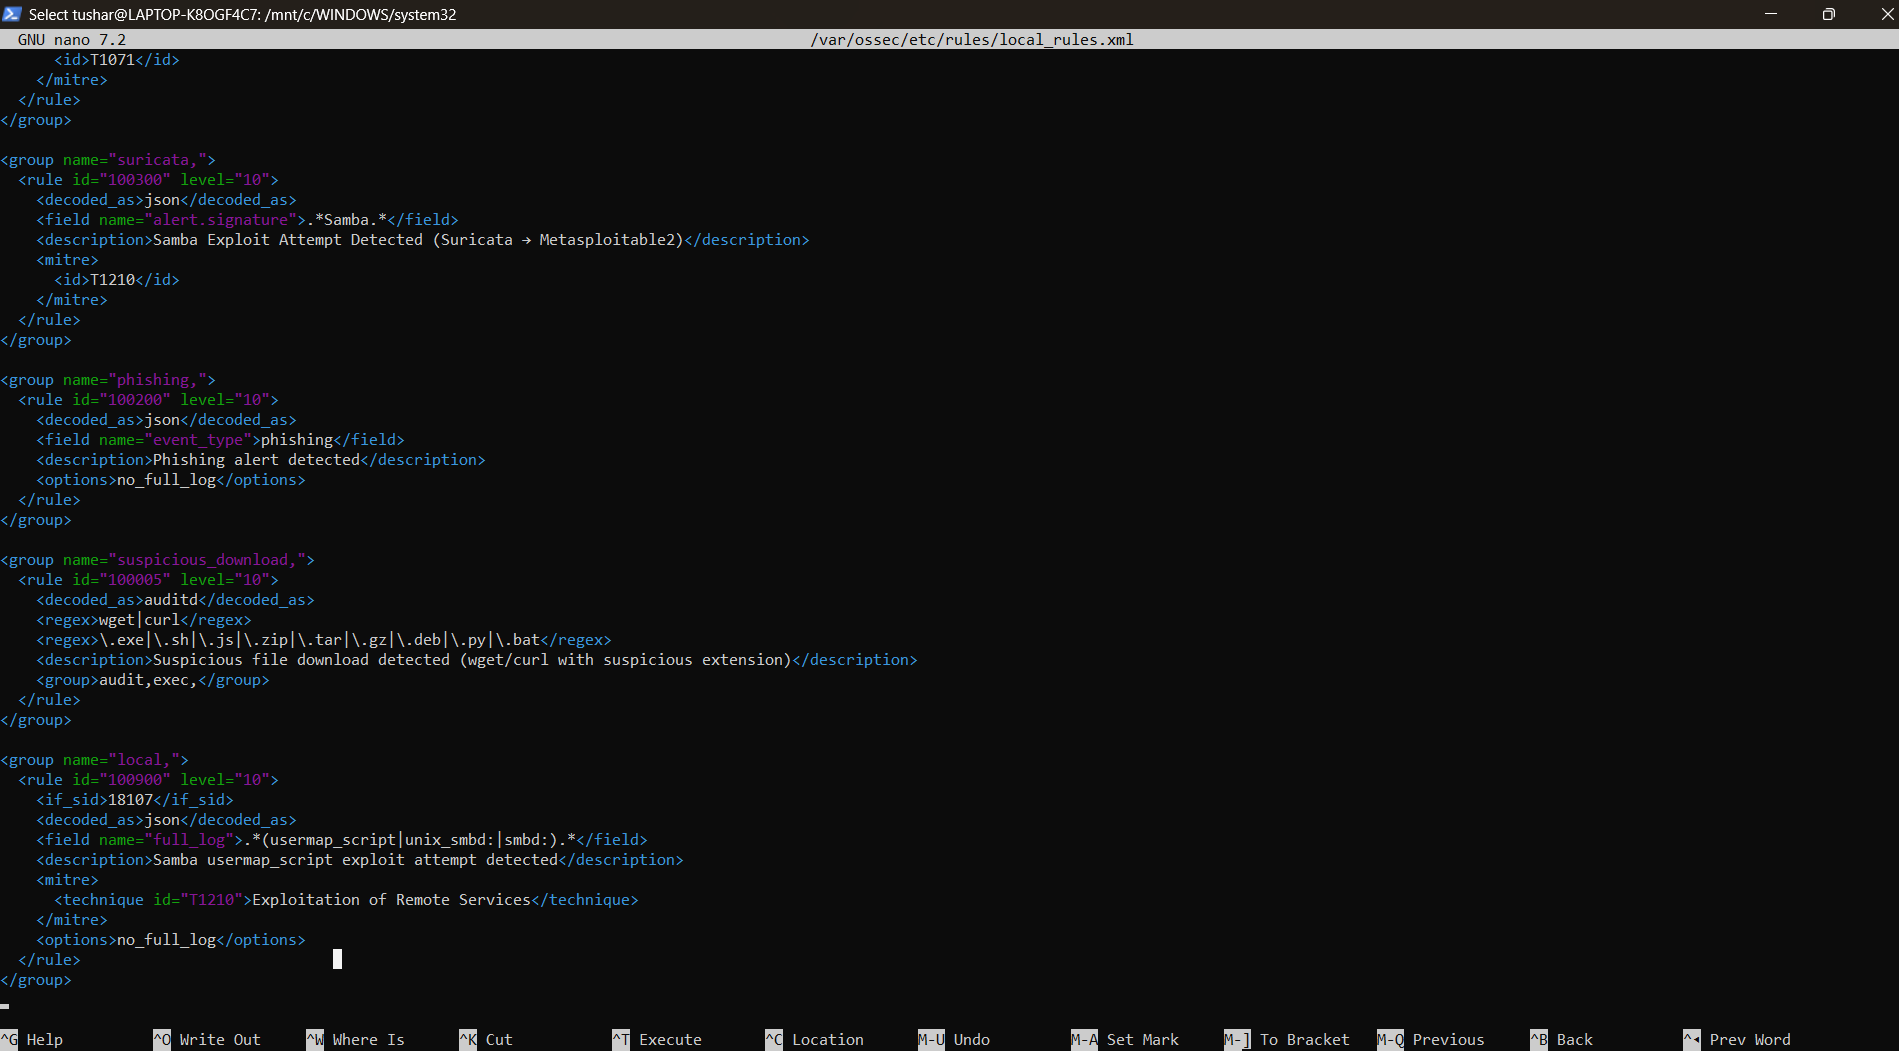 Select tushar@LAPTOP-K8OGF4C7: /mnt/c/WINDOWS/system32
GNU nano 7.2 /var/ossec/etc/rules/local_rules.xml
      <id>T1071</id>
    </mitre>
  </rule>
</group>

<group name="suricata,">
  <rule id="100300" level="10">
    <decoded_as>json</decoded_as>
    <field name="alert.signature">.*Samba.*</field>
    <description>Samba Exploit Attempt Detected (Suricata → Metasploitable2)</description>
    <mitre>
      <id>T1210</id>
    </mitre>
  </rule>
</group>

<group name="phishing,">
  <rule id="100200" level="10">
    <decoded_as>json</decoded_as>
    <field name="event_type">phishing</field>
    <description>Phishing alert detected</description>
    <options>no_full_log</options>
  </rule>
</group>

<group name="suspicious_download,">
  <rule id="100005" level="10">
    <decoded_as>auditd</decoded_as>
    <regex>wget|curl</regex>
    <regex>\.exe|\.sh|\.js|\.zip|\.tar|\.gz|\.deb|\.py|\.bat</regex>
    <description>Suspicious file download detected (wget/curl with suspicious extension)</description>
    <group>audit,exec,</group>
  </rule>
</group>

<group name="local,">
  <rule id="100900" level="10">
    <if_sid>18107</if_sid>
    <decoded_as>json</decoded_as>
    <field name="full_log">.*(usermap_script|unix_smbd:|smbd:).*</field>
    <description>Samba usermap_script exploit attempt detected</description>
    <mitre>
      <technique id="T1210">Exploitation of Remote Services</technique>
    </mitre>
    <options>no_full_log</options>
  </rule>
</group>

^G Help ^O Write Out ^W Where Is ^K Cut ^T Execute ^C Location M-U Undo M-A Set Mark M-] To Bracket M-Q Previous ^B Back ^◂ Prev Word